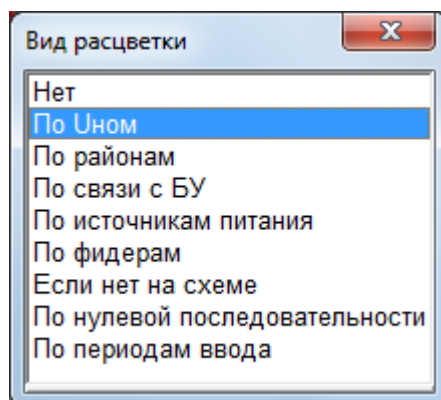 Вид расцветки
Нет
По Uном
По районам
По связи с БУ
По источникам питания
По фидерам
Если нет на схеме
По нулевой последовательности
По периодам ввода